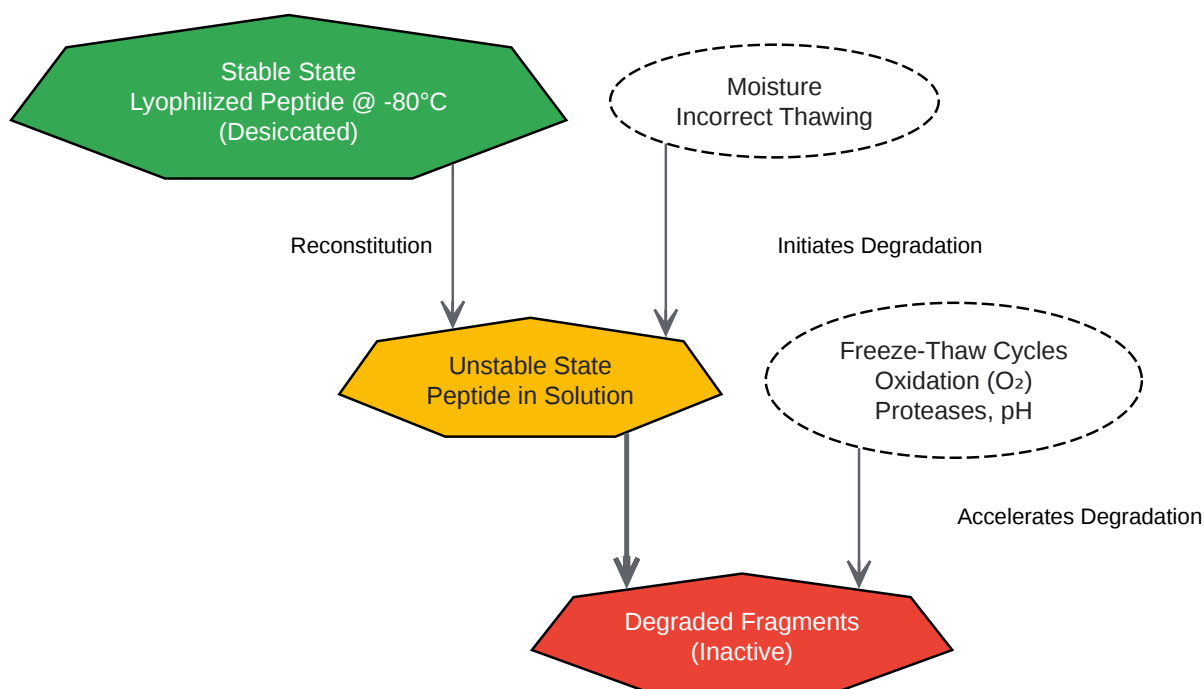 Stable State
Lyophilized Peptide @ -80°C
(Desiccated)
Moisture
Incorrect Thawing
Reconstitution
Initiates Degradation
Unstable State
Peptide in Solution
Freeze-Thaw Cycles
Oxidation (O₂)
Proteases, pH
Accelerates Degradation
Degraded Fragments
(Inactive)